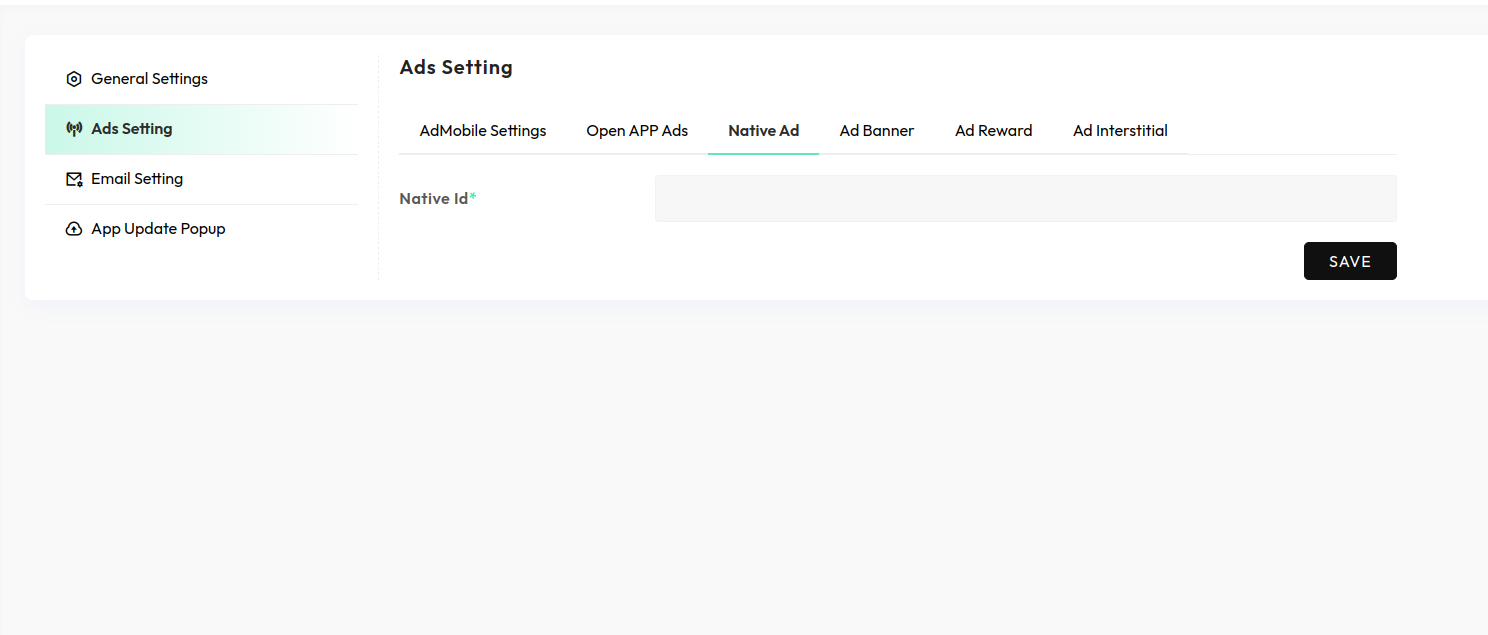 General Settings
Ads Setting
Email Setting
App Update Popup
Ads Setting
AdMobile Settings Open APP Ads Native Ad Ad Banner Ad Reward Ad Interstitial
Native Id*
SAVE